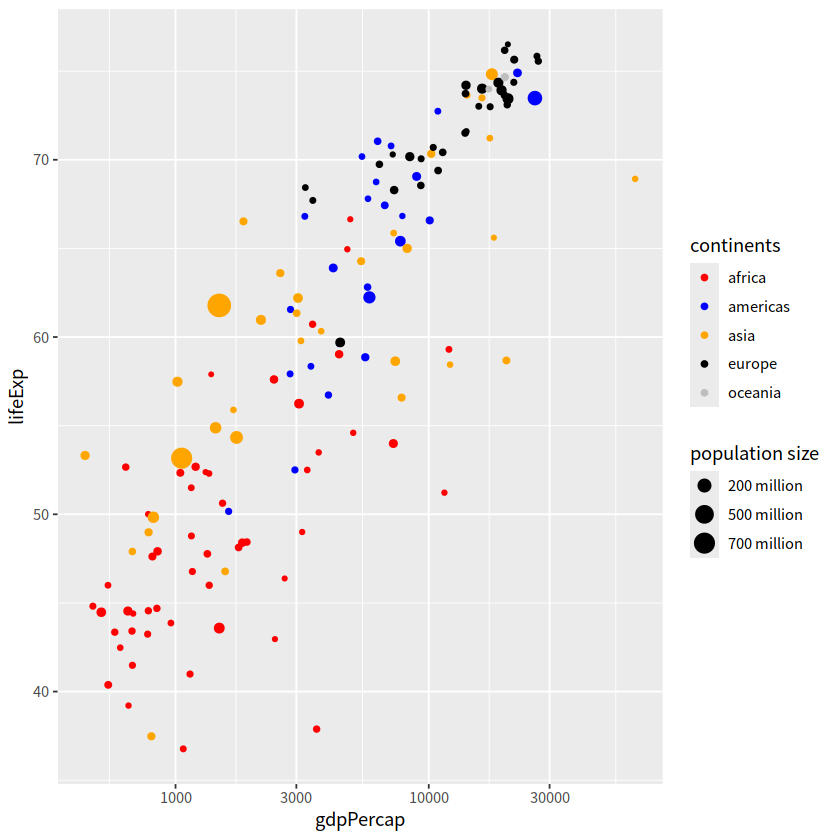 70
60
50
40
lifeExp
1000
3000
10000
30000
gdpPercap
continents
africa
americas
asia
europe
oceania
population size
200 million
500 million
700 million